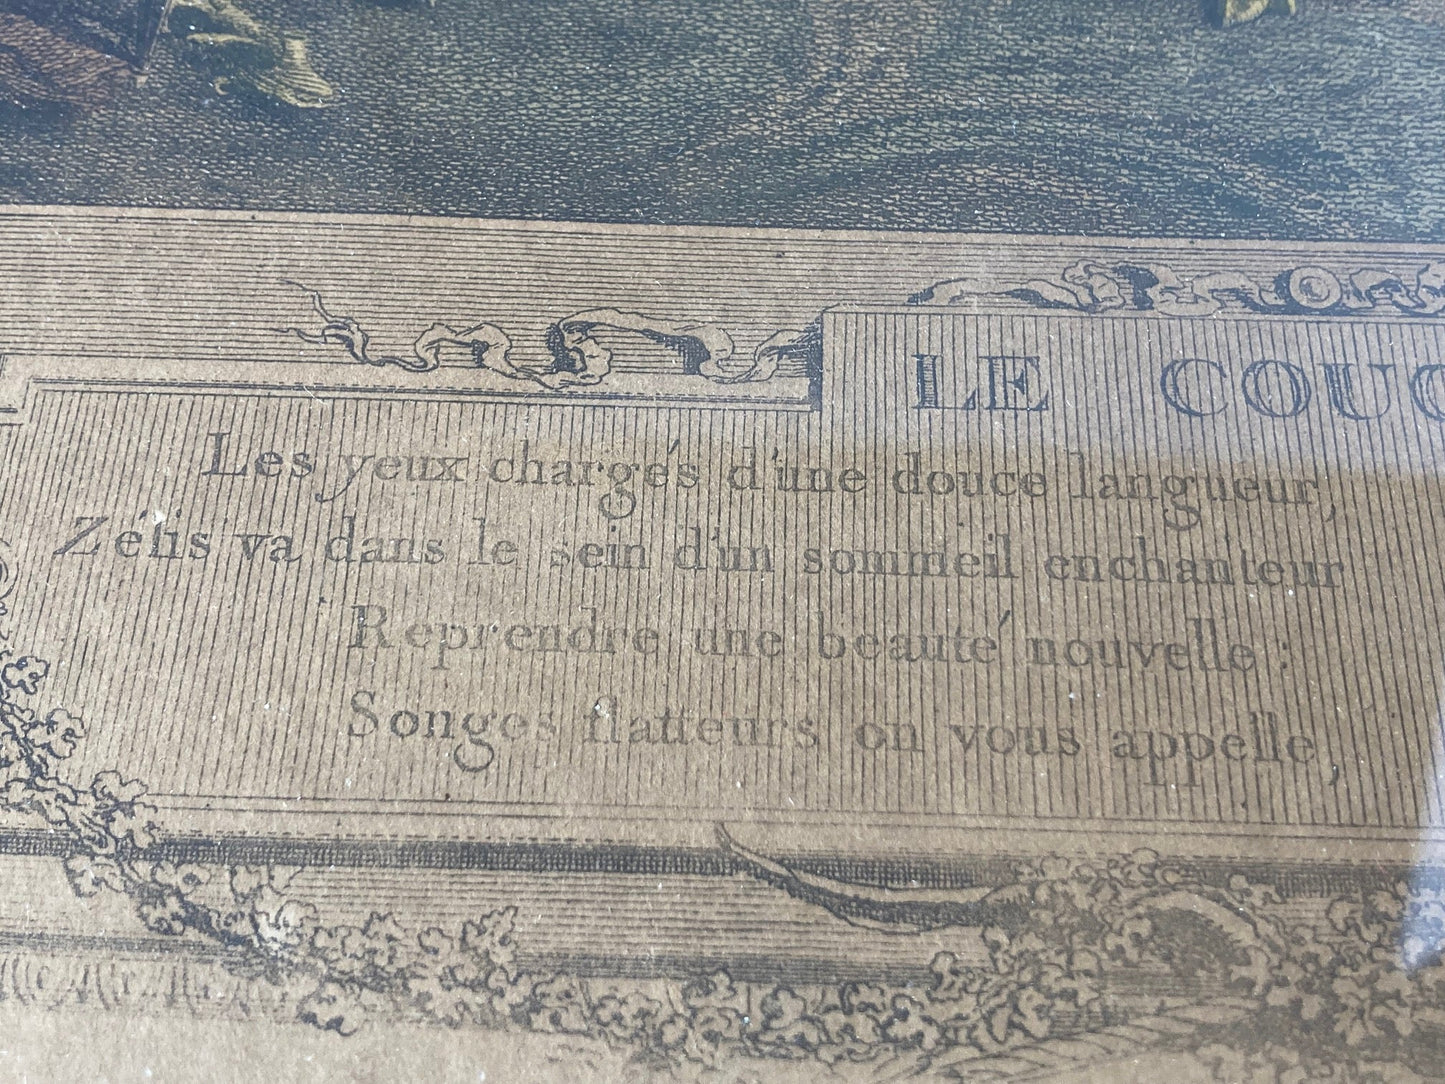 LE COUC
Les yeux chargés d'une douce langueur,
Zélis va dans le sein d'un sommeil enchanteur
Reprendre une beauté nouvelle :
Songes flatteurs on vous appelle,